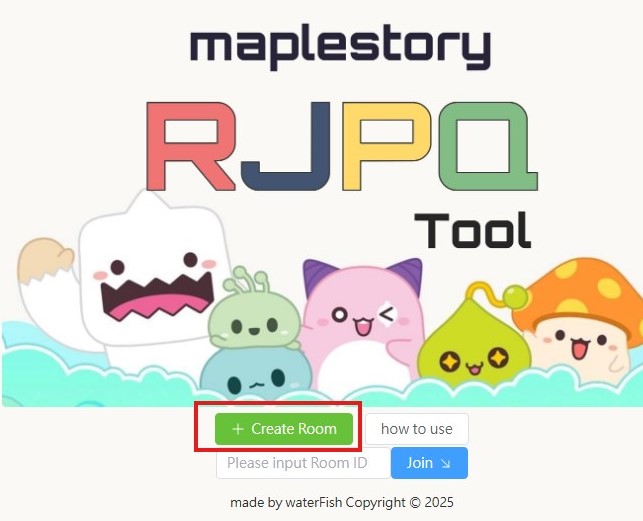 maplestory
RJPQ
Tool
+ Create Room
how to use
Please input Room ID
Join ↘
made by waterFish Copyright © 2025